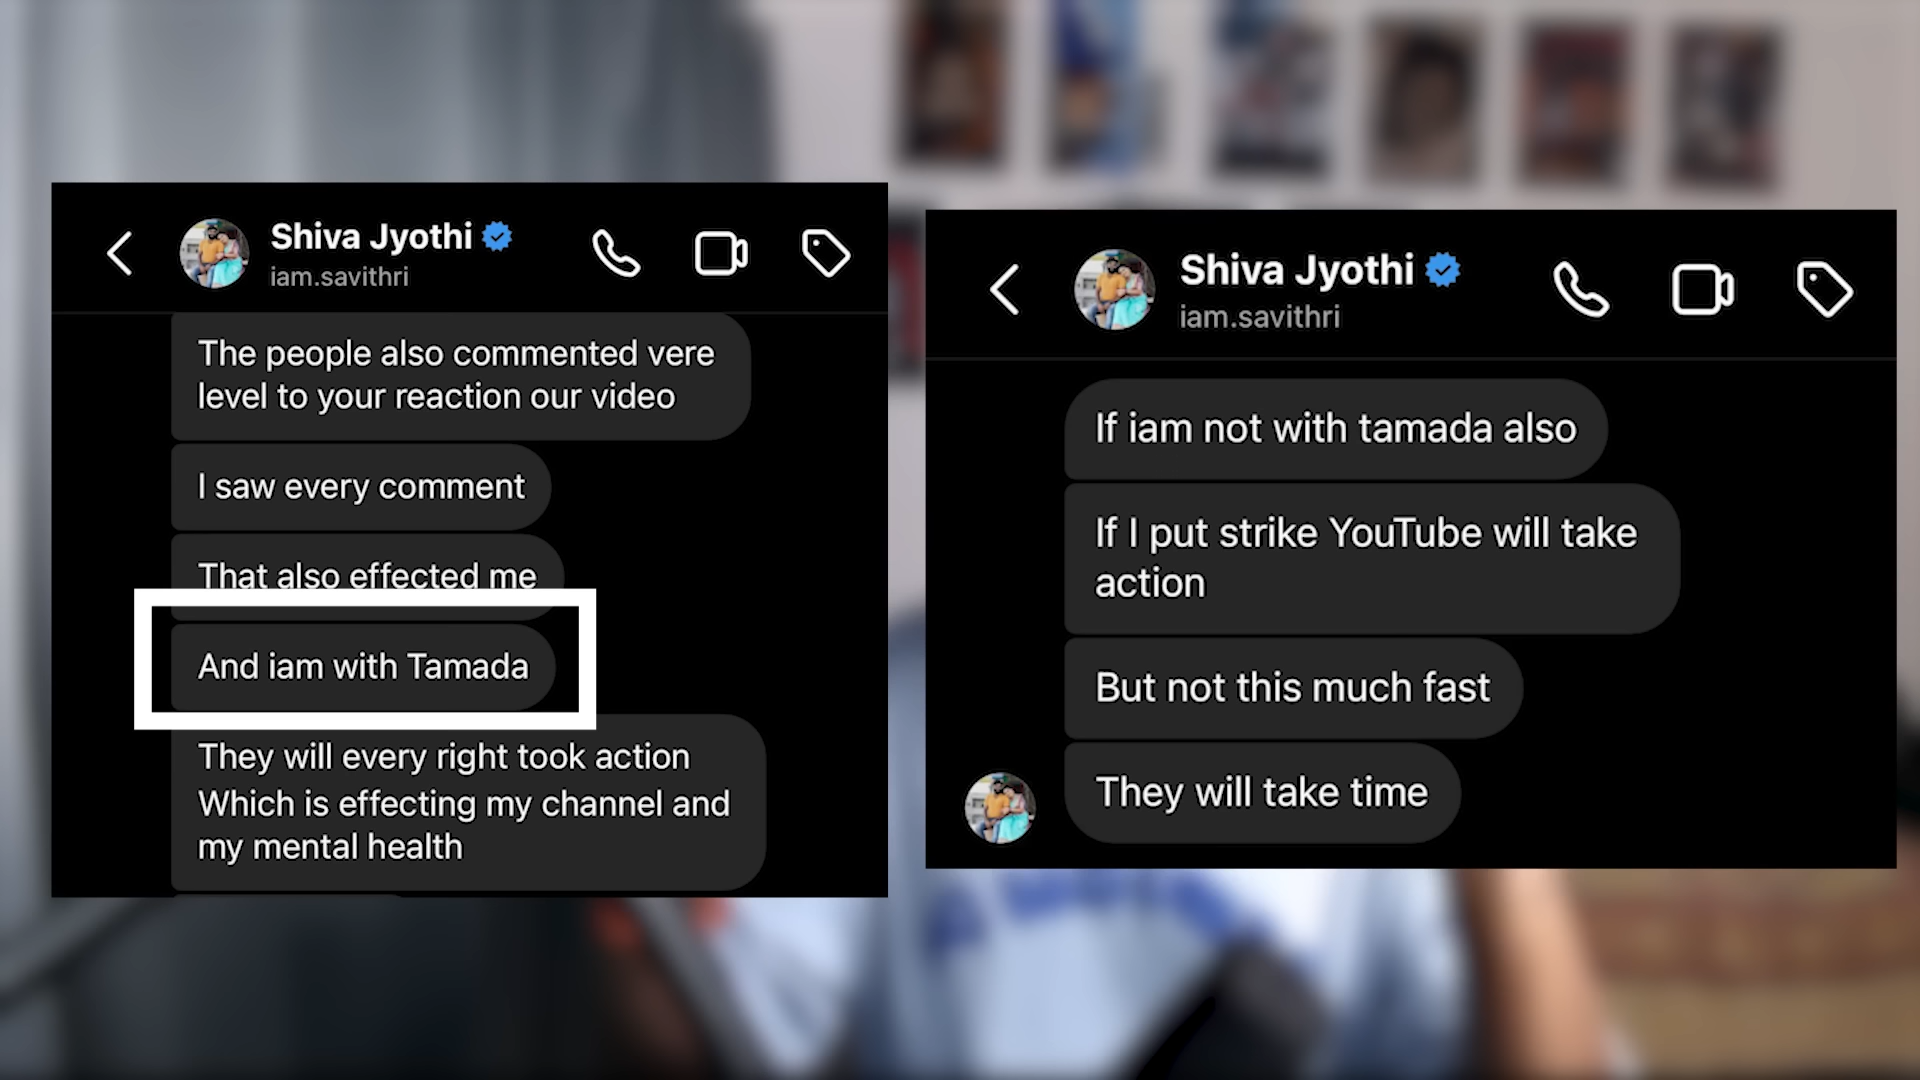 Shiva Jyothi
iam.savithri
The people also commented vere
level to your reaction our video
I saw every comment
That also effected me
And iam with Tamada
They will every right took action
Which is effecting my channel and
my mental health
Shiva Jyothi
iam.savithri
If iam not with tamada also
If I put strike YouTube will take
action
But not this much fast
They will take time